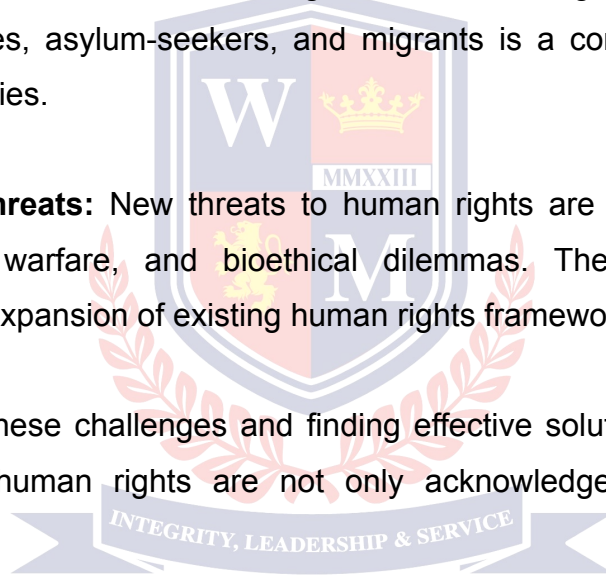 es, asylum-seekers, and migrants is a co
ies.
W
MMXXIII
hreats: New threats to human rights are
warfare, and bioethical dilemmas. The
xpansion of existing human rights framewo
M
hese challenges and finding effective solut
human rights are not only acknowledge
INTEGRITY, LEADERSHIP & SERVICE